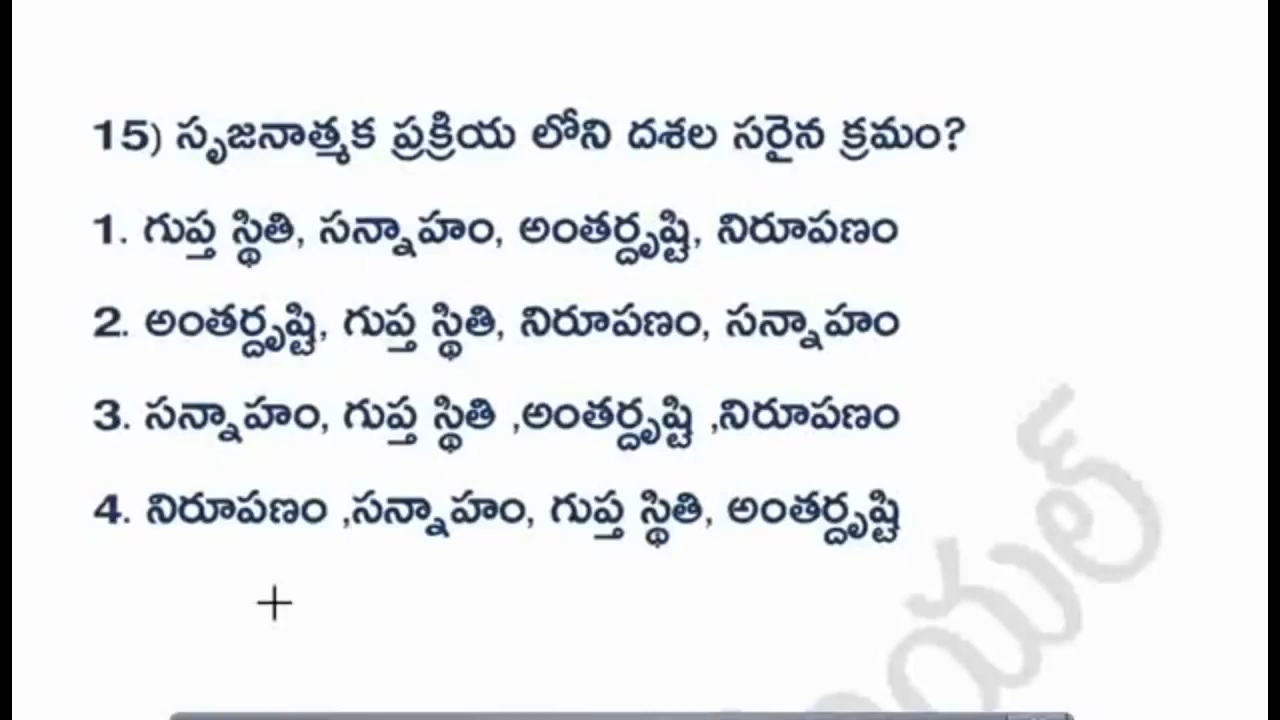 15) సృజనాత్మక ప్రక్రియ లోని దశల సరైన క్రమం?
1. గుప్త స్థితి, సన్నాహం, అంతర్దృష్టి, నిరూపణం
2. అంతర్దృష్టి, గుప్త స్థితి, నిరూపణం, సన్నాహం
3. సన్నాహం, గుప్త స్థితి ,అంతర్దృష్టి ,నిరూపణం
4. నిరూపణం ,సన్నాహం, గుప్త స్థితి, అంతర్దృష్టి